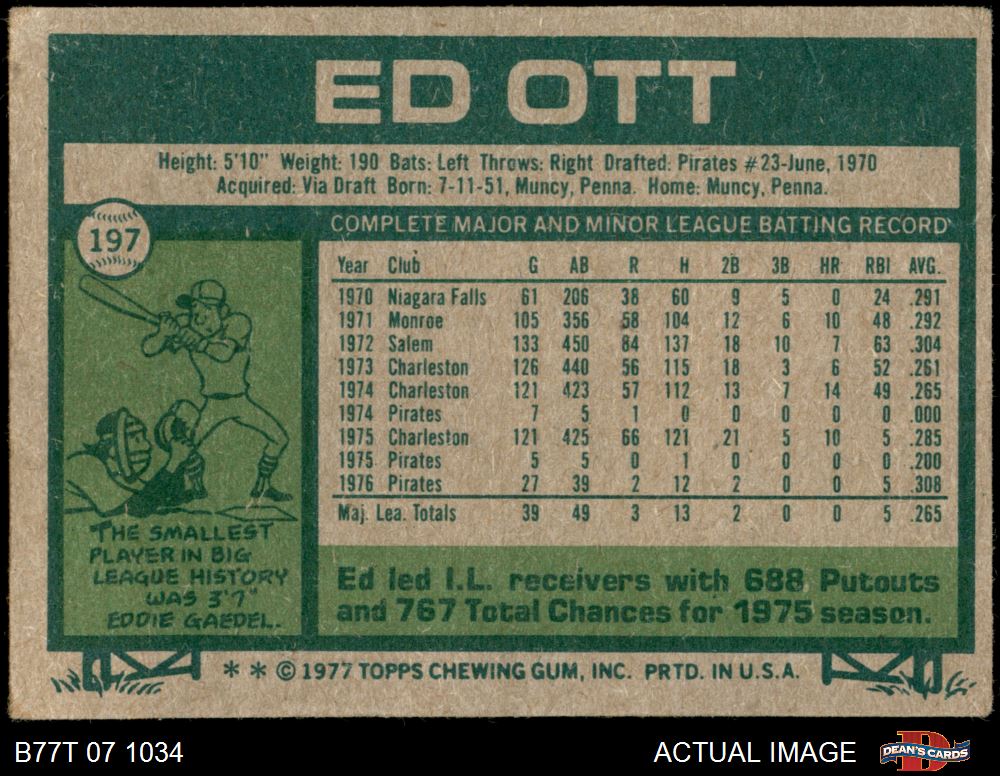 ED OTT
Height: 5'10" Weight: 190 Bats: Left Throws: Right Drafted: Pirates #23-June, 1970
Acquired: Via Draft Born: 7-11-51, Muncy, Penna. Home: Muncy, Penna.
197
COMPLETE MAJOR AND MINOR LEAGUE BATTING RECORD
Year Club G AB R H 2B 3B HR RBI AVG.
1970 Niagara Falls 61 206 38 60 9 5 0 24 .291
1971 Monroe 105 356 58 104 12 6 10 48 .292
1972 Salem 133 450 84 137 18 10 7 63 .304
1973 Charleston 126 440 56 115 18 3 6 52 .261
1974 Charleston 121 423 57 112 13 7 14 49 .265
1974 Pirates 7 5 1 0 0 0 0 0 .000
1975 Charleston 121 425 66 121 21 5 10 5 .285
1975 Pirates 5 5 0 1 0 0 0 0 .200
1976 Pirates 27 39 2 12 2 0 0 5 .308
Maj. Lea. Totals 39 49 3 13 2 0 0 5 .265
THE SMALLEST
PLAYER IN BIG
LEAGUE HISTORY
WAS 3'7"
EDDIE GAEDEL.
Ed led I.L. receivers with 688 Putouts
and 767 Total Chances for 1975 season.
* * © 1977 TOPPS CHEWING GUM, INC. PRTD. IN U.S.A.
B77T 07 1034
ACTUAL IMAGE
DEAN'S CARDS